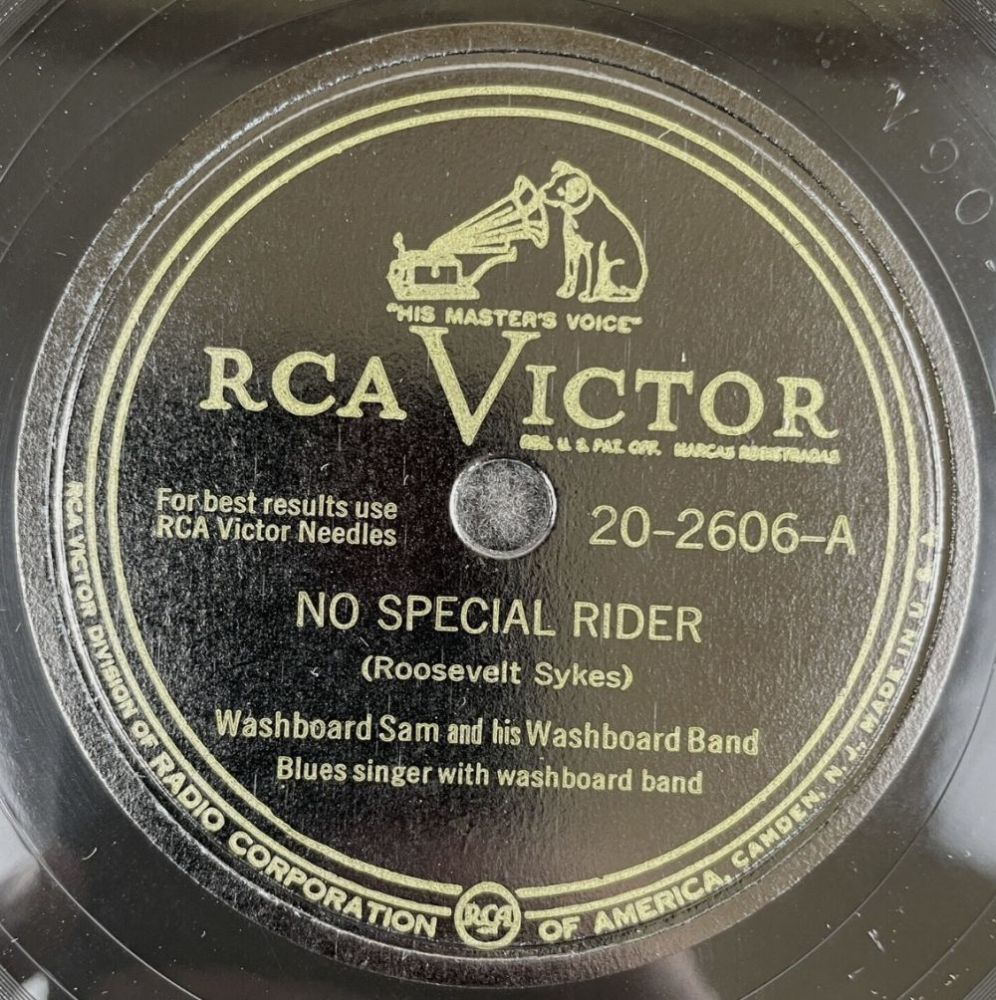 "HIS MASTER'S VOICE"
RCA VICTOR
REG. U. S. PAT. OFF. MARCAS REGISTRADAS
For best results use
RCA Victor Needles
20-2606-A
NO SPECIAL RIDER
(Roosevelt Sykes)
Washboard Sam and his Washboard Band
Blues singer with washboard band
RCA VICTOR DIVISION OF RADIO CORPORATION RCA OF AMERICA, CAMDEN, N. J., MADE IN U. S. A.